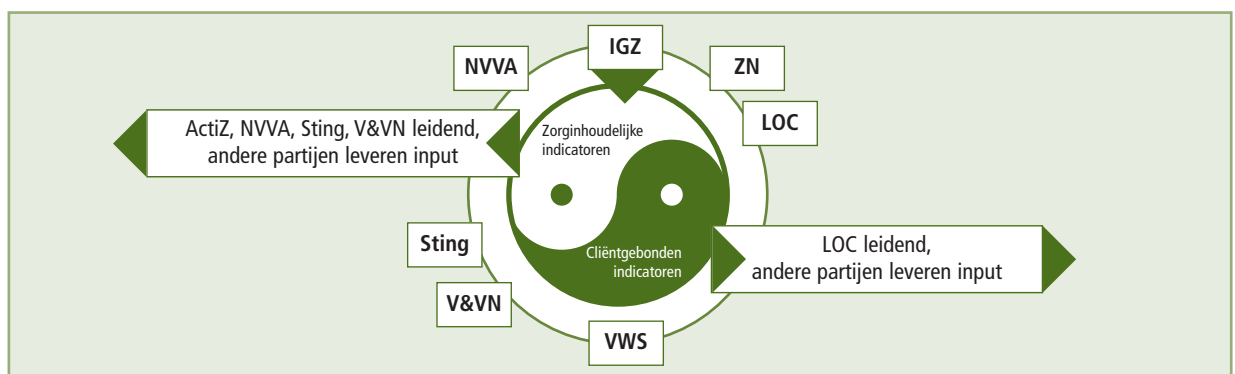 IGZ
NVVA
ZN
LOC
ActiZ, NVVA, Sting, V&VN leidend,
andere partijen leveren input
Zorginhoudelijke
indicatoren
Sting
Cliëntgebonden
indicatoren
LOC leidend,
andere partijen leveren input
V&VN
VWS